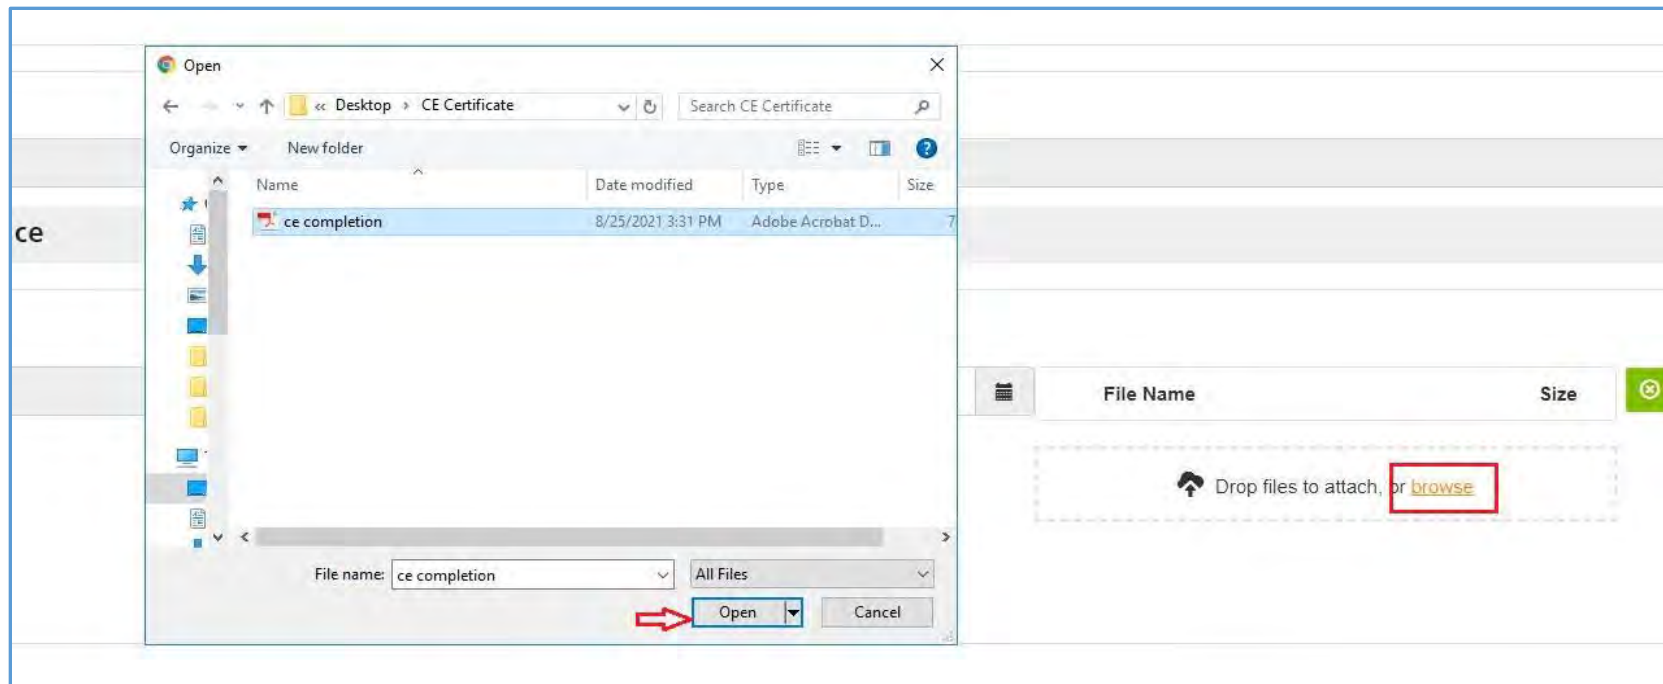 Open
« Desktop › CE Certificate
Search CE Certificate
Organize
New folder
Name
Date modified
Type
Size
ce completion
8/25/2021 3:31 PM
Adobe Acrobat D...
7
ce
File Name
Size
Drop files to attach, or browse
File name:
ce completion
All Files
Open
Cancel